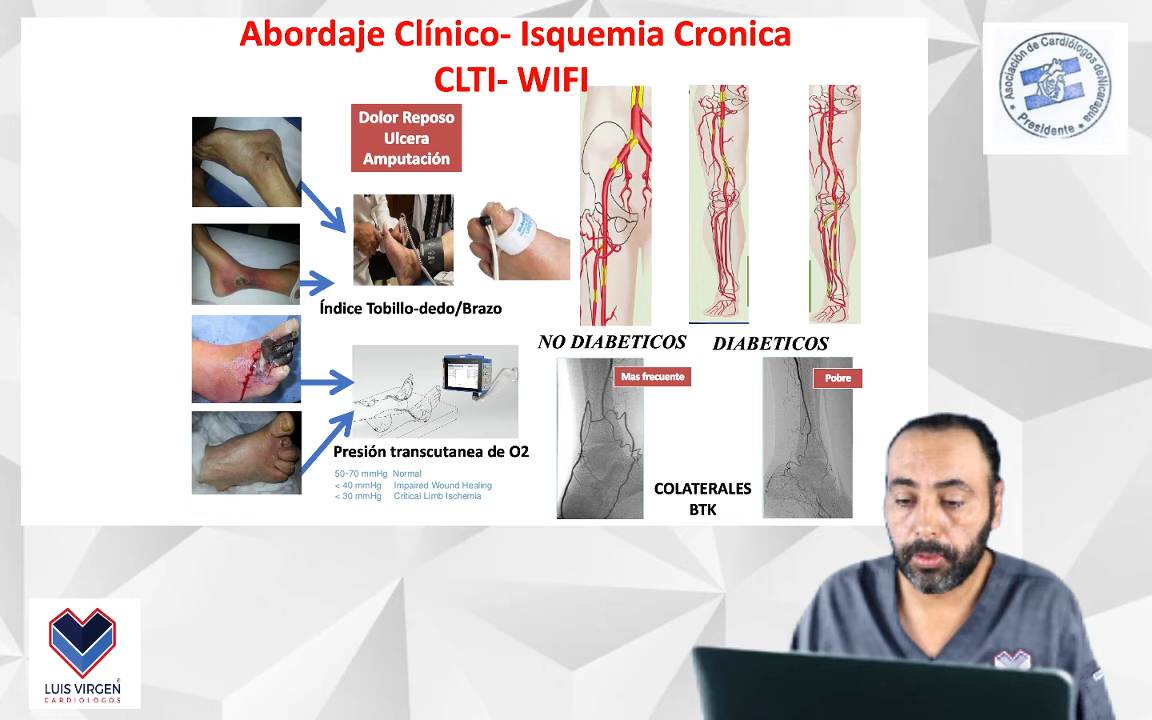 Abordaje Clínico- Isquemia Cronica
CLTI- WIFI
Dolor Reposo
Ulcera
Amputación
Índice Tobillo-dedo/Brazo
Presión transcutanea de O2
50-70 mmHg Normal
< 40 mmHg Impaired Wound Healing
< 30 mmHg Critical Limb Ischemia
NO DIABETICOS
DIABETICOS
Mas frecuente
Pobre
COLATERALES
BTK
Asociación de Cardiólogos de Nicaragua
Presidente
LUIS VIRGEN
CARDIOLOGOS